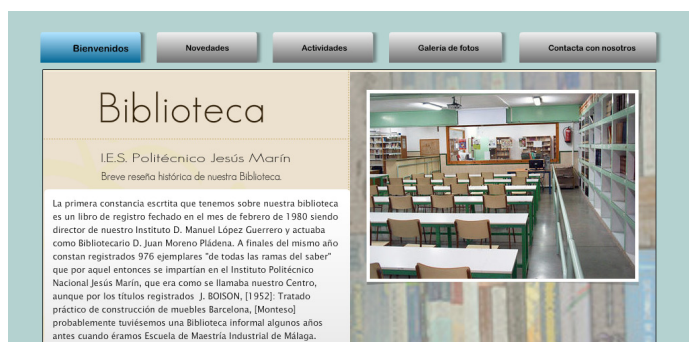 Bienvenidos
Novedades
Actividades
Galería de fotos
Contacta con nosotros
Biblioteca
I.E.S. Politécnico Jesús Marín
Breve reseña histórica de nuestra Biblioteca.
La primera constancia escrtita que tenemos sobre nuestra biblioteca
es un libro de registro fechado en el mes de febrero de 1980 siendo
director de nuestro Instituto D. Manuel López Guerrero y actuaba
como Bibliotecario D. Juan Moreno Pládena. A finales del mismo año
constan registrados 976 ejemplares "de todas las ramas del saber"
que por aquel entonces se impartian en el Instituto Politécnico
Nacional Jesús Marín, que era como se llamaba nuestro Centro,
aunque por los títulos registrados  J. BOISON, [1952]: Tratado
práctico de construcción de muebles Barcelona, [Monteso]
probablemente tuviésemos una Biblioteca informal algunos años
antes cuando éramos Escuela de Maestría Industrial de Málaga.